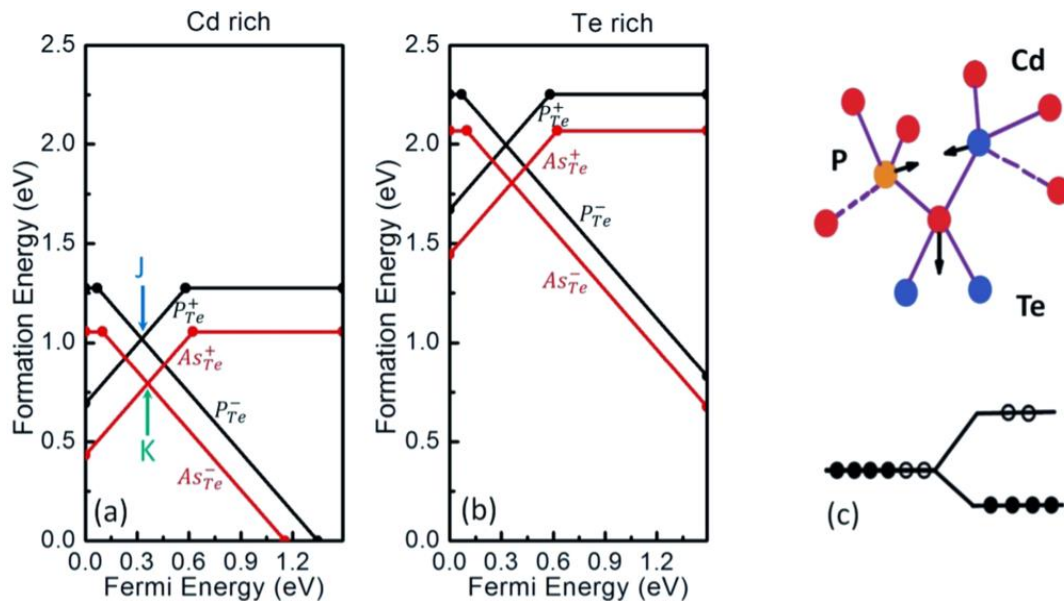 Cd rich
Te rich
Formation Energy (eV)
2.5
2.0
1.5
1.0
0.5
0.0
J
P⁺Te
As⁺Te
P⁻Te
K
As⁻Te
(a)
0.0 0.3 0.6 0.9 1.2
Fermi Energy (eV)
Formation Energy (eV)
2.5
2.0
1.5
1.0
0.5
0.0
P⁺Te
As⁺Te
P⁻Te
As⁻Te
(b)
0.0 0.3 0.6 0.9 1.2
Fermi Energy (eV)
Cd
P
Te
(c)